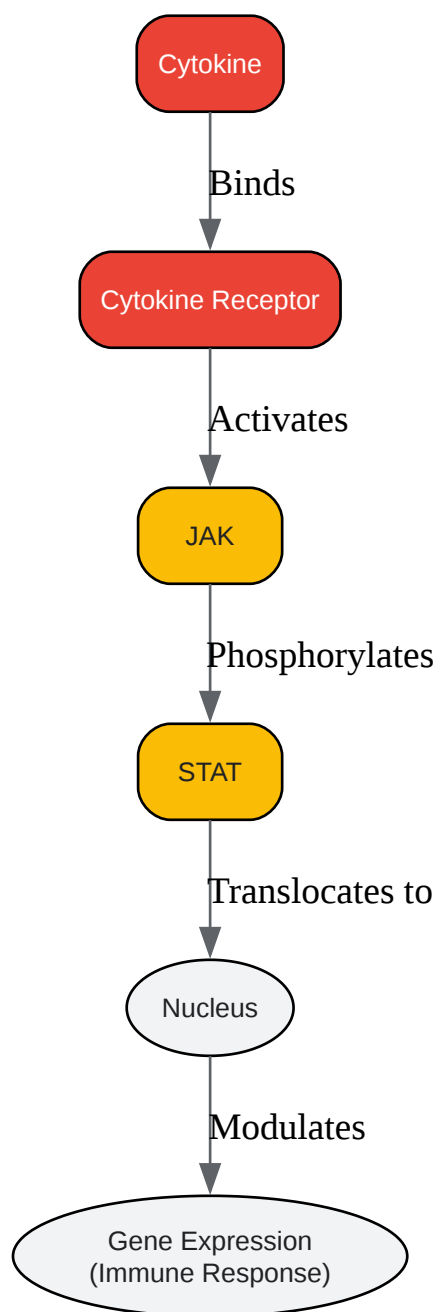 Cytokine
Binds
Cytokine Receptor
Activates
JAK
Phosphorylates
STAT
Translocates to
Nucleus
Modulates
Gene Expression
(Immune Response)